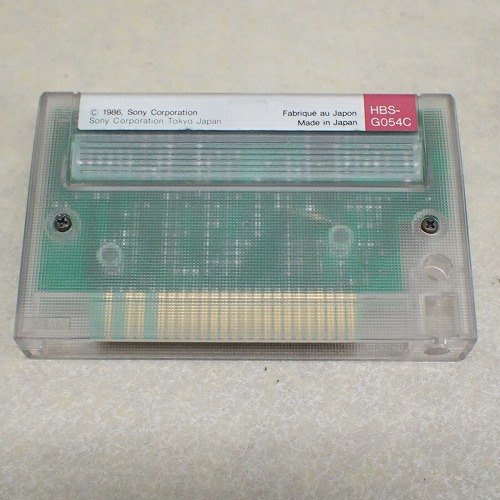 © 1986, Sony Corporation
Sony Corporation Tokyo Japan
Fabriqué au Japon
Made in Japan
HBS-
G054C